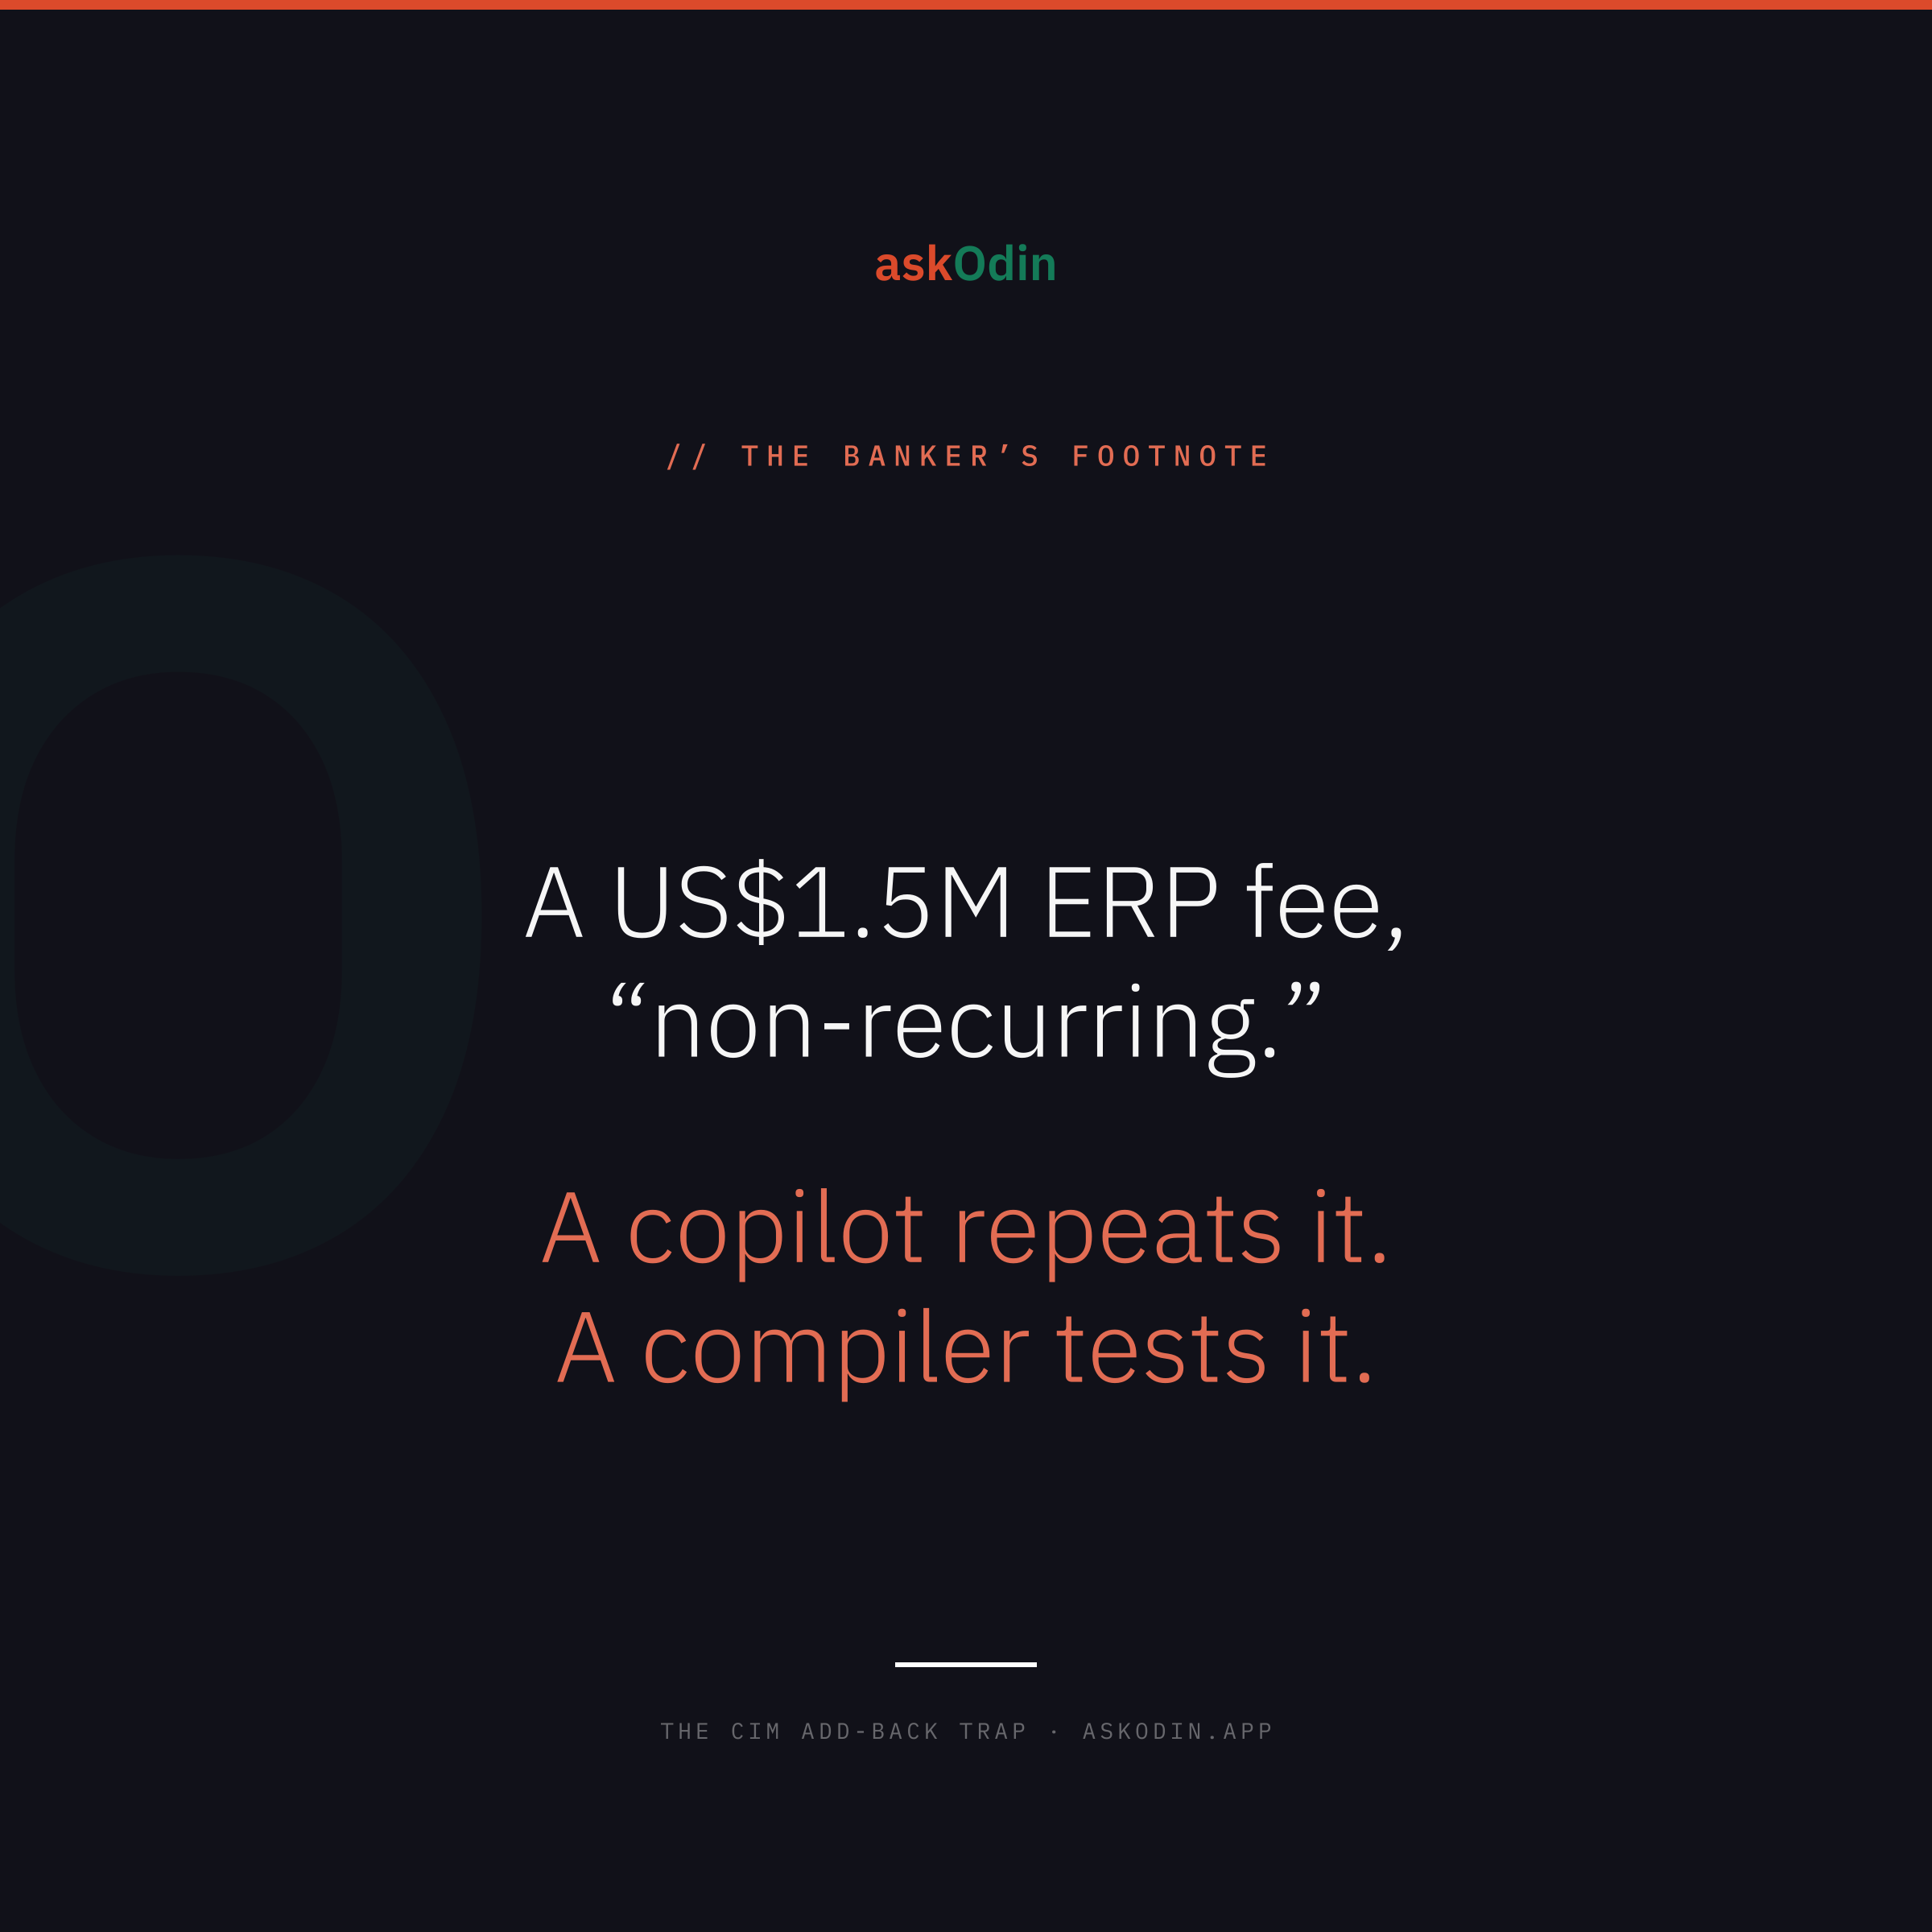 askOdin
// THE BANKER’S FOOTNOTE
A US$1.5M ERP fee,
“non-recurring.”
A copilot repeats it.
A compiler tests it.
THE CIM ADD-BACK TRAP · ASKODIN.APP